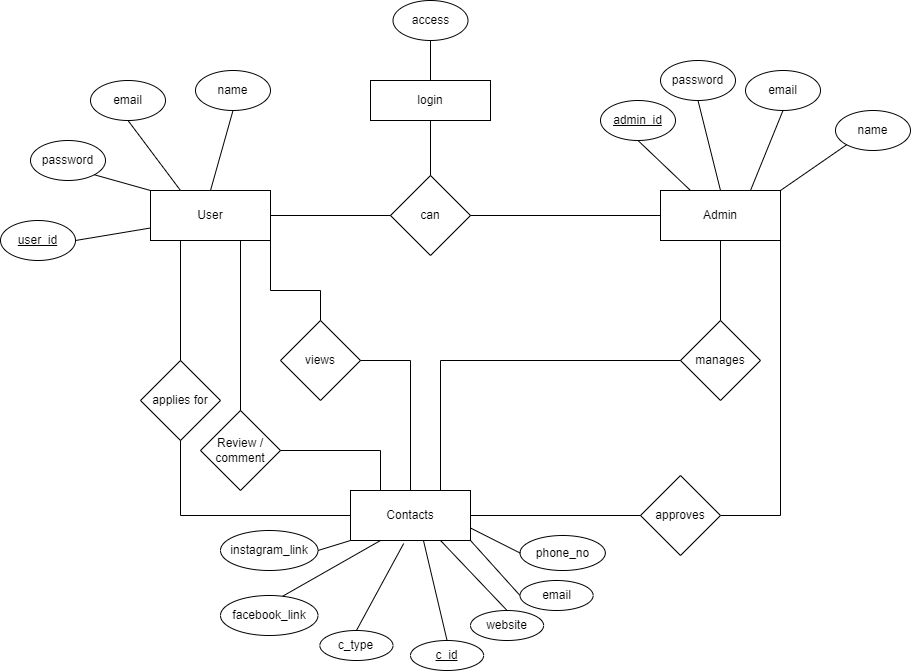 access
login
email
name
password
user_id
User
can
Admin
admin_id
password
email
name
views
manages
applies for
Review /
comment
Contacts
approves
instagram_link
facebook_link
c_type
c_id
website
email
phone_no